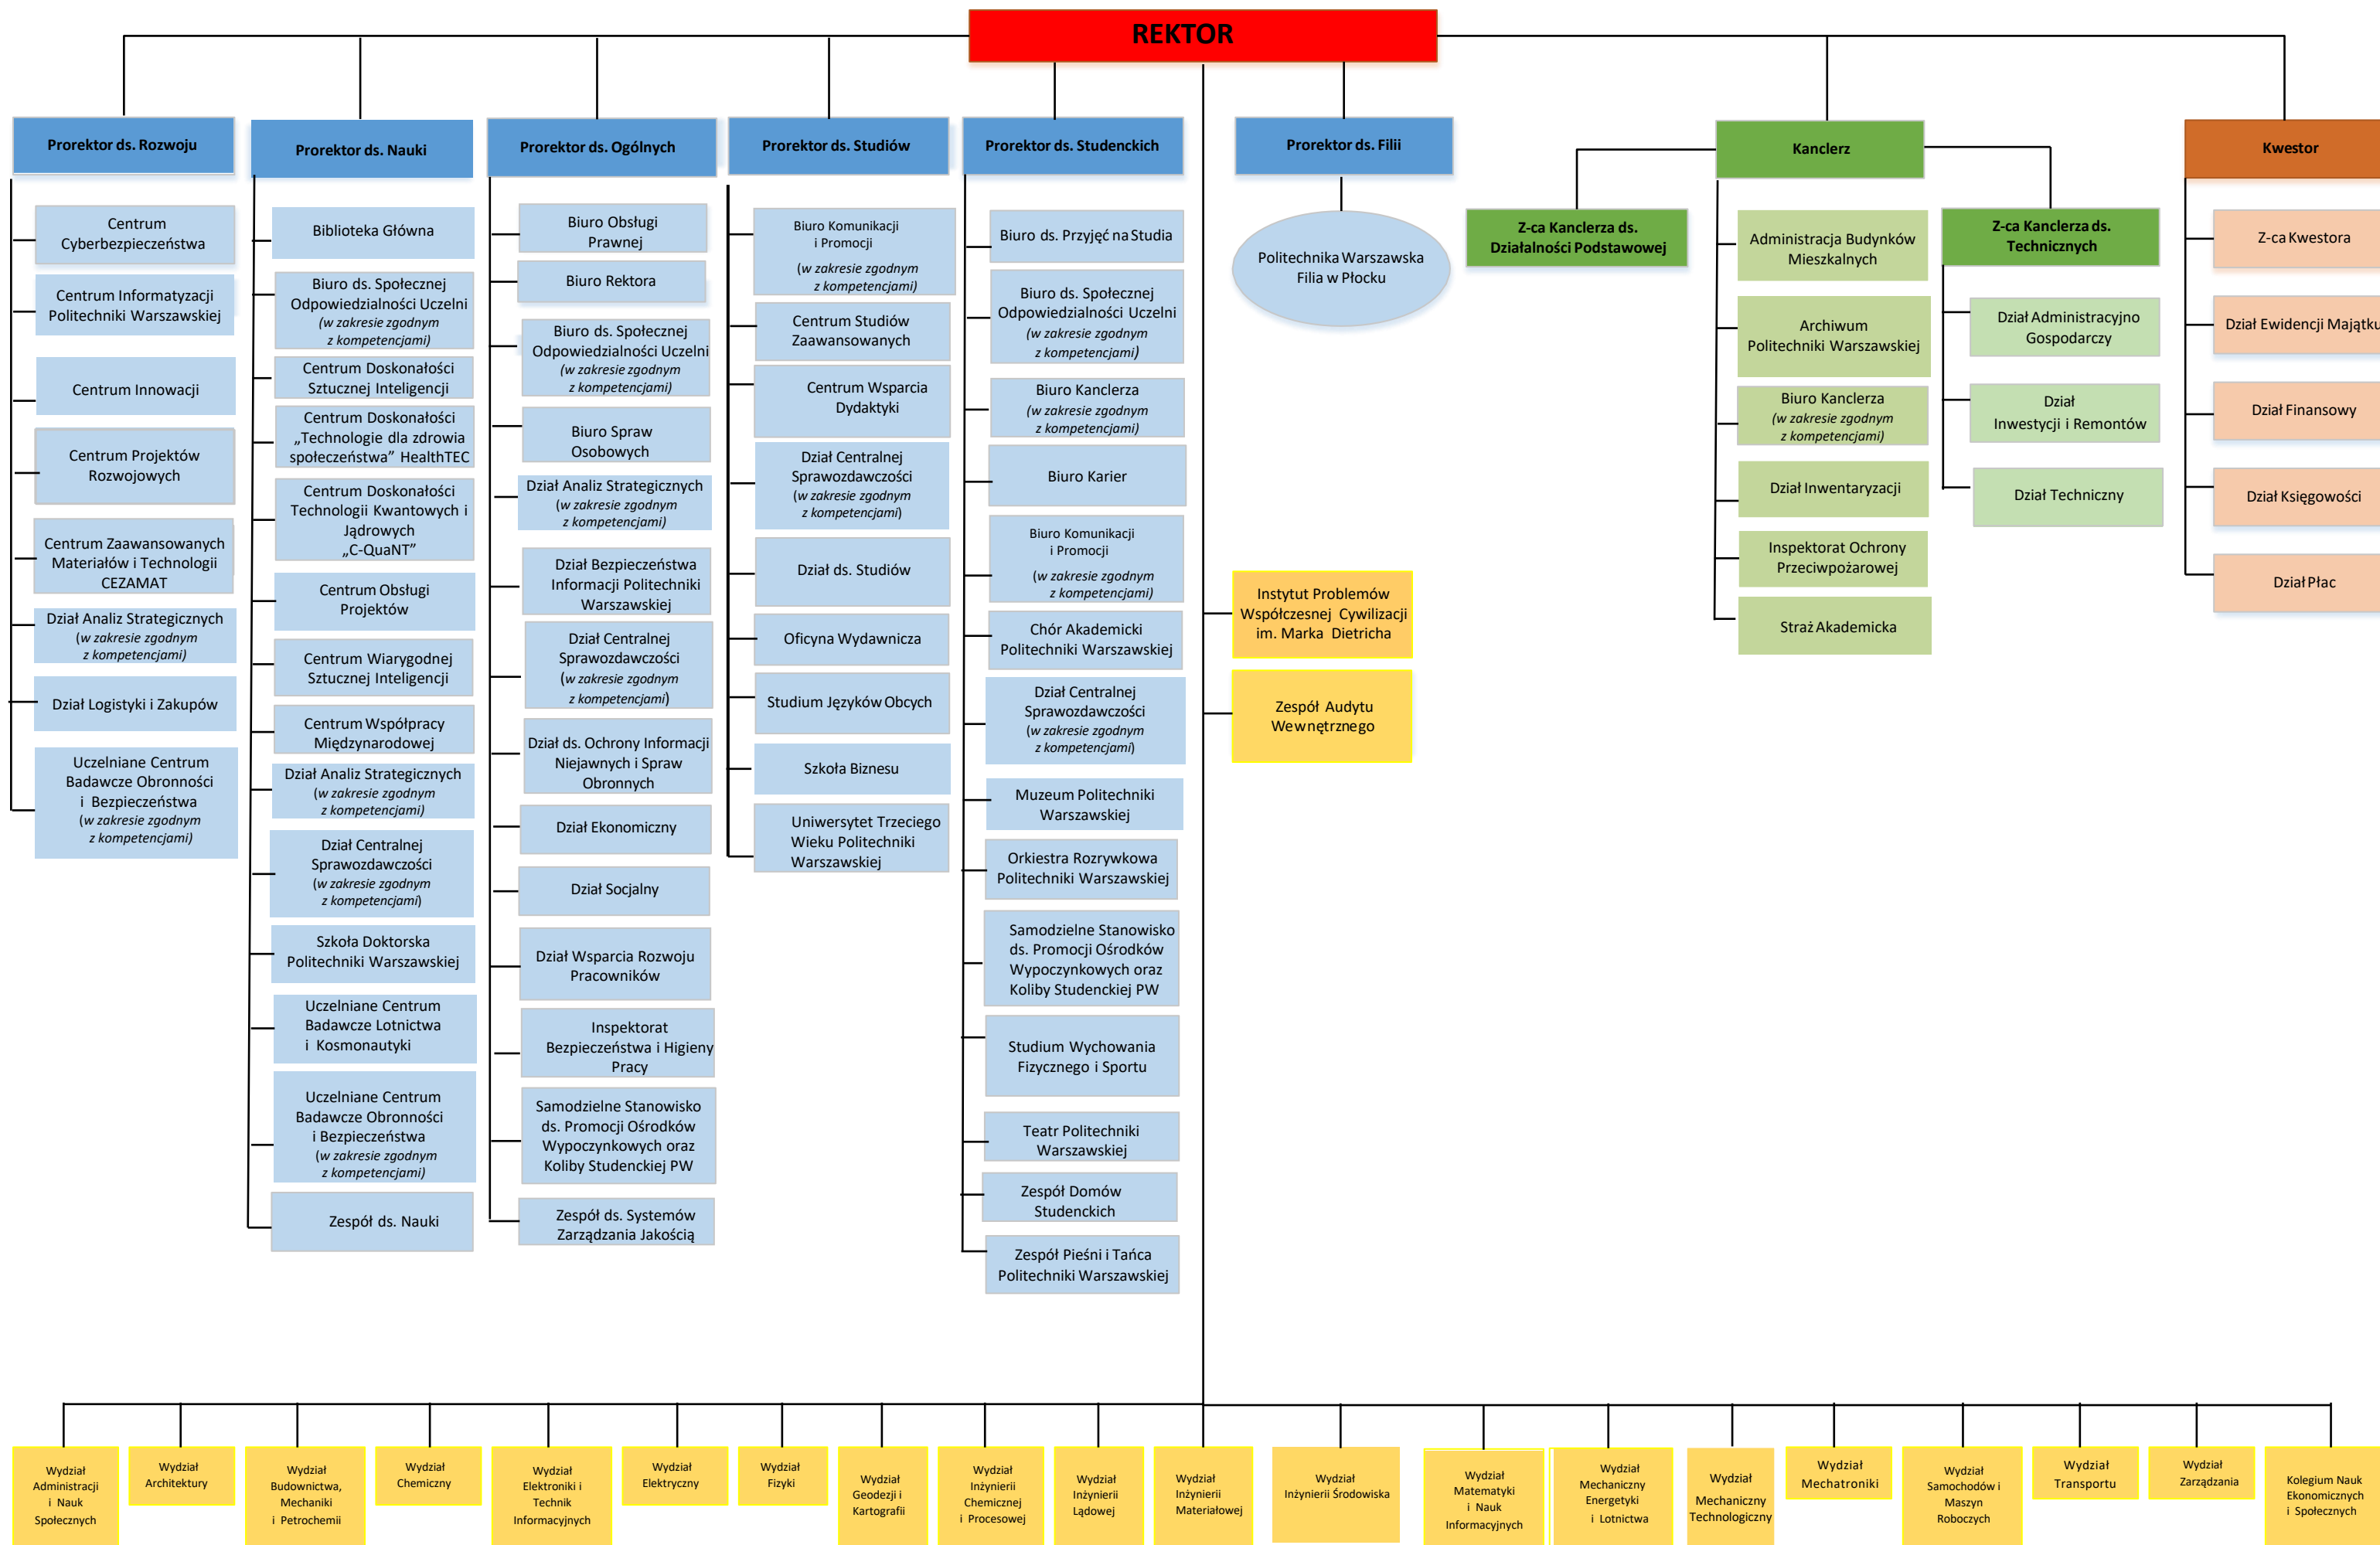 REKTOR
Prorektor ds. Rozwoju
Centrum
Cyberbezpieczeństwa
Centrum Informatyzacji
Politechniki Warszawskiej
Centrum Innowacji
Centrum Projektów
Rozwojowych
Centrum Zaawansowanych
Materiałów i Technologii
CEZAMAT
Dział Analiz Strategicznych
(w zakresie zgodnym
z kompetencjami)
Dział Logistyki i Zakupów
Uczelniane Centrum
Badawcze Obronności
i Bezpieczeństwa
(w zakresie zgodnym
z kompetencjami)
Prorektor ds. Nauki
Biblioteka Główna
Biuro ds. Społecznej
Odpowiedzialności Uczelni
(w zakresie zgodnym
z kompetencjami)
Centrum Doskonałości
Sztucznej Inteligencji
Centrum Doskonałości
„Technologie dla zdrowia
społeczeństwa” HealthTEC
Centrum Doskonałości
Technologii Kwantowych i
Jądrowych
„C-QuaNT”
Centrum Obsługi
Projektów
Centrum Wiarygodnej
Sztucznej Inteligencji
Centrum Współpracy
Międzynarodowej
Dział Analiz Strategicznych
(w zakresie zgodnym
z kompetencjami)
Dział Centralnej
Sprawozdawczości
(w zakresie zgodnym
z kompetencjami)
Szkoła Doktorska
Politechniki Warszawskiej
Uczelniane Centrum
Badawcze Lotnictwa
i Kosmonautyki
Uczelniane Centrum
Badawcze Obronności
i Bezpieczeństwa
(w zakresie zgodnym
z kompetencjami)
Zespół ds. Nauki
Prorektor ds. Ogólnych
Biuro Obsługi
Prawnej
Biuro Rektora
Biuro ds. Społecznej
Odpowiedzialności Uczelni
(w zakresie zgodnym
z kompetencjami)
Biuro Spraw
Osobowych
Dział Analiz Strategicznych
(w zakresie zgodnym
z kompetencjami)
Dział Bezpieczeństwa
Informacji Politechniki
Warszawskiej
Dział Centralnej
Sprawozdawczości
(w zakresie zgodnym
z kompetencjami)
Dział ds. Ochrony Informacji
Niejawnych i Spraw
Obronnych
Dział Ekonomiczny
Dział Socjalny
Dział Wsparcia Rozwoju
Pracowników
Inspektorat
Bezpieczeństwa i Higieny
Pracy
Samodzielne Stanowisko
ds. Promocji Ośrodków
Wypoczynkowych oraz
Koliby Studenckiej PW
Zespół ds. Systemów
Zarządzania Jakością
Prorektor ds. Studiów
Biuro Komunikacji
i Promocji
(w zakresie zgodnym
z kompetencjami)
Centrum Studiów
Zaawansowanych
Centrum Wsparcia
Dydaktyki
Dział Centralnej
Sprawozdawczości
(w zakresie zgodnym
z kompetencjami)
Dział ds. Studiów
Oficyna Wydawnicza
Studium Języków Obcych
Szkoła Biznesu
Uniwersytet Trzeciego
Wieku Politechniki
Warszawskiej
Prorektor ds. Studenckich
Biuro ds. Przyjęć na Studia
Biuro ds. Społecznej
Odpowiedzialności Uczelni
(w zakresie zgodnym
z kompetencjami)
Biuro Kanclerza
(w zakresie zgodnym
z kompetencjami)
Biuro Karier
Biuro Komunikacji
i Promocji
(w zakresie zgodnym
z kompetencjami)
Chór Akademicki
Politechniki Warszawskiej
Dział Centralnej
Sprawozdawczości
(w zakresie zgodnym
z kompetencjami)
Muzeum Politechniki
Warszawskiej
Orkiestra Rozrywkowa
Politechniki Warszawskiej
Samodzielne Stanowisko
ds. Promocji Ośrodków
Wypoczynkowych oraz
Koliby Studenckiej PW
Studium Wychowania
Fizycznego i Sportu
Teatr Politechniki
Warszawskiej
Zespół Domów
Studenckich
Zespół Pieśni i Tańca
Politechniki Warszawskiej
Prorektor ds. Filii
Politechnika Warszawska
Filia w Płocku
Instytut Problemów
Współczesnej Cywilizacji
im. Marka Dietricha
Zespół Audytu
Wewnętrznego
Kanclerz
Z-ca Kanclerza ds.
Działalności Podstawowej
Administracja Budynków
Mieszkalnych
Archiwum
Politechniki Warszawskiej
Biuro Kanclerza
(w zakresie zgodnym
z kompetencjami)
Dział Inwentaryzacji
Inspektorat Ochrony
Przeciwpożarowej
Straż Akademicka
Z-ca Kanclerza ds.
Technicznych
Dział Administracyjno
Gospodarczy
Dział
Inwestycji i Remontów
Dział Techniczny
Kwestor
Z-ca Kwestora
Dział Ewidencji Majątku
Dział Finansowy
Dział Księgowości
Dział Płac
Wydział
Administracji
i Nauk
Społecznych
Wydział
Architektury
Wydział
Budownictwa,
Mechaniki
i Petrochemii
Wydział
Chemiczny
Wydział
Elektroniki i
Technik
Informacyjnych
Wydział
Elektryczny
Wydział
Fizyki
Wydział
Geodezji i
Kartografii
Wydział
Inżynierii
Chemicznej
i Procesowej
Wydział
Inżynierii
Lądowej
Wydział
Inżynierii
Materiałowej
Wydział
Inżynierii Środowiska
Wydział
Matematyki
i Nauk
Informacyjnych
Wydział
Mechaniczny
Energetyki
i Lotnictwa
Wydział
Mechaniczny
Technologiczny
Wydział
Mechatroniki
Wydział
Samochodów i
Maszyn
Roboczych
Wydział
Transportu
Wydział
Zarządzania
Kolegium Nauk
Ekonomicznych
i Społecznych